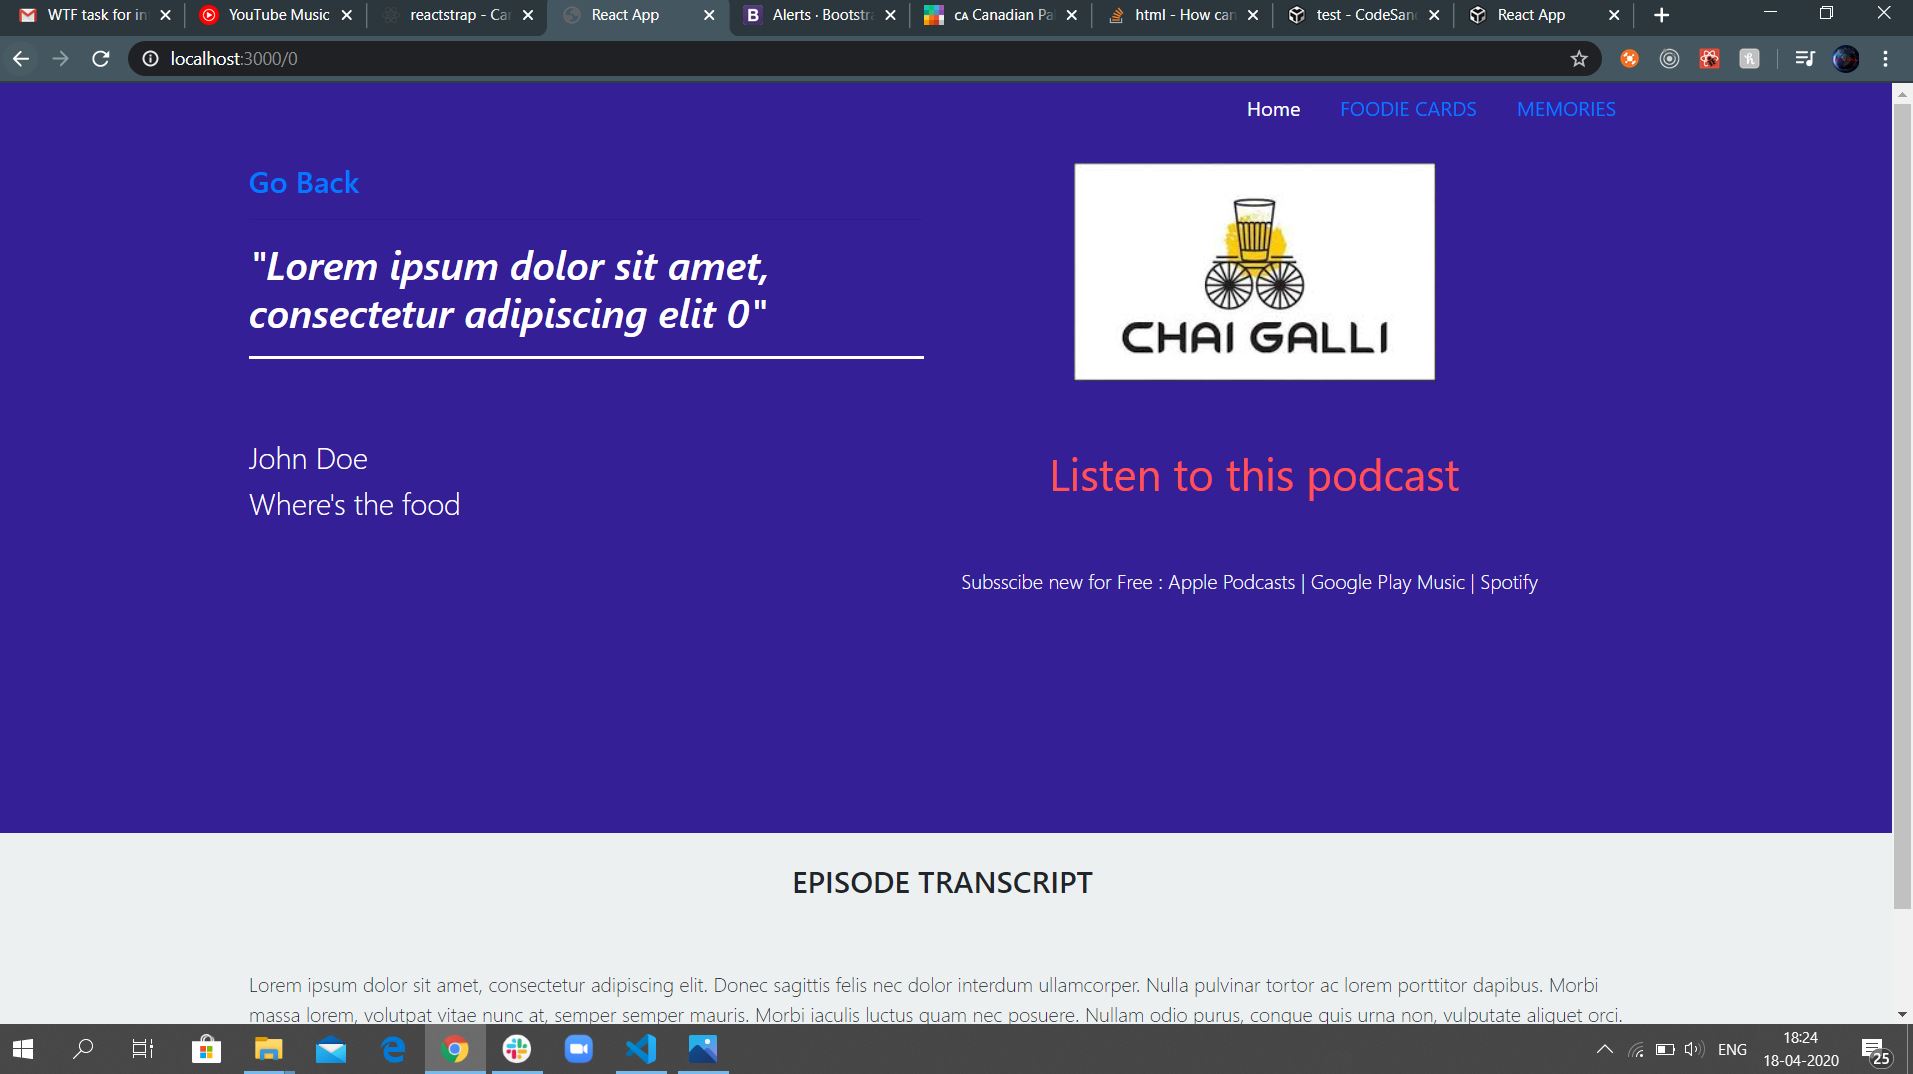 WTF task for in
YouTube Music
reactstrap - Car
React App
Alerts · Bootstra
CA Canadian Pal
html - How can
test - CodeSand
React App
localhost:3000/0
Home FOODIE CARDS MEMORIES
Go Back
"Lorem ipsum dolor sit amet,
consectetur adipiscing elit 0"
John Doe
Where's the food
CHAI GALLI
Listen to this podcast
Subsscibe new for Free : Apple Podcasts | Google Play Music | Spotify
EPISODE TRANSCRIPT
Lorem ipsum dolor sit amet, consectetur adipiscing elit. Donec sagittis felis nec dolor interdum ullamcorper. Nulla pulvinar tortor ac lorem porttitor dapibus. Morbi
massa lorem, volutpat vitae nunc at, semper semper mauris. Morbi iaculis luctus quam nec posuere. Nullam odio purus, congue quis urna non, vulputate aliquet orci.
ENG
18:24
18-04-2020
25